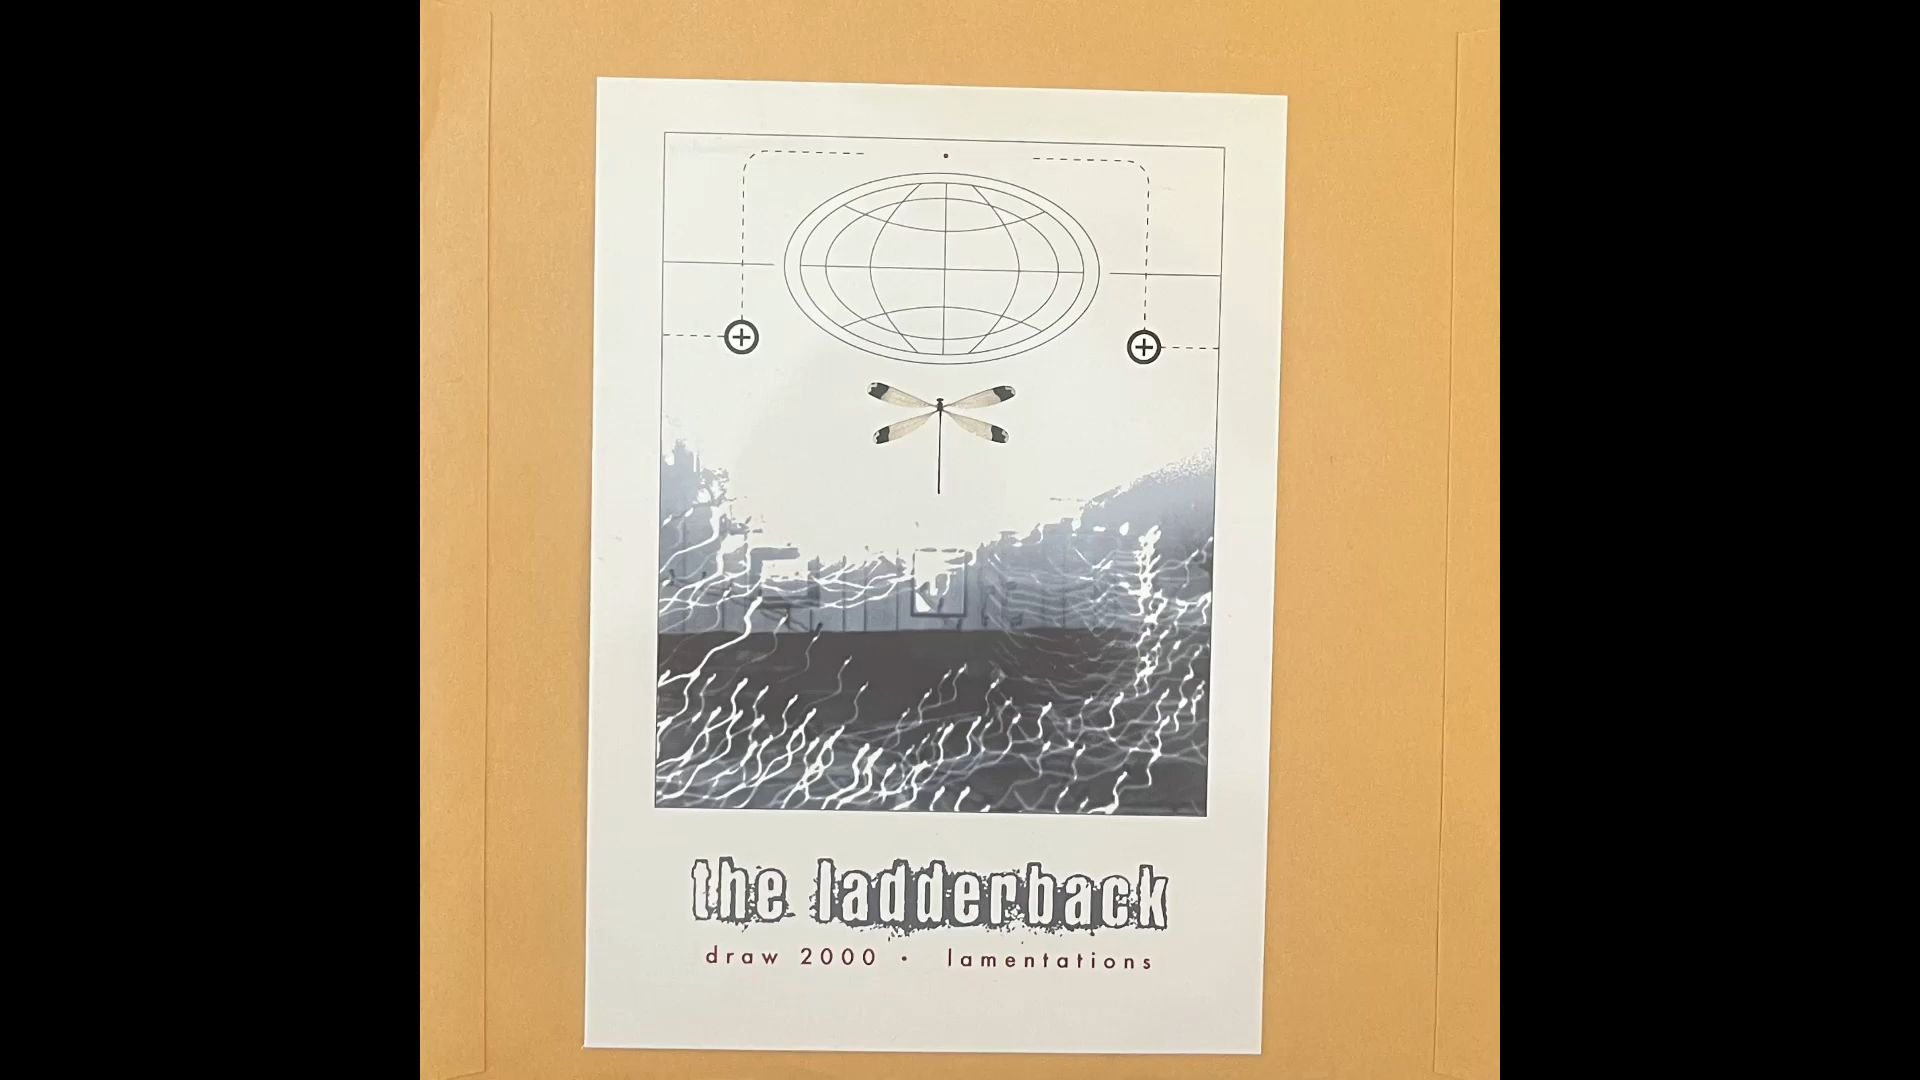 the ladderback
draw 2000 • lamentations